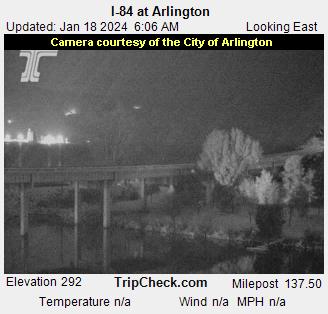 I-84 at Arlington
Updated: Jan 18 2024 6:06 AM Looking East
Camera courtesy of the City of Arlington
Elevation 292 TripCheck.com Milepost 137.50
Temperature n/a Wind n/a MPH n/a